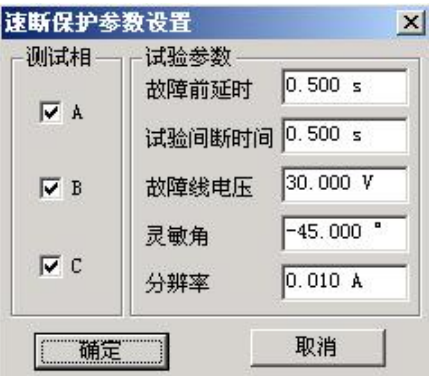 速断保护参数设置
测试相
A
B
C
试验参数
故障前延时 0.500 s
试验间断时间 0.500 s
故障线电压 30.000 V
灵敏角 -45.000 °
分辨率 0.010 A
确定
取消